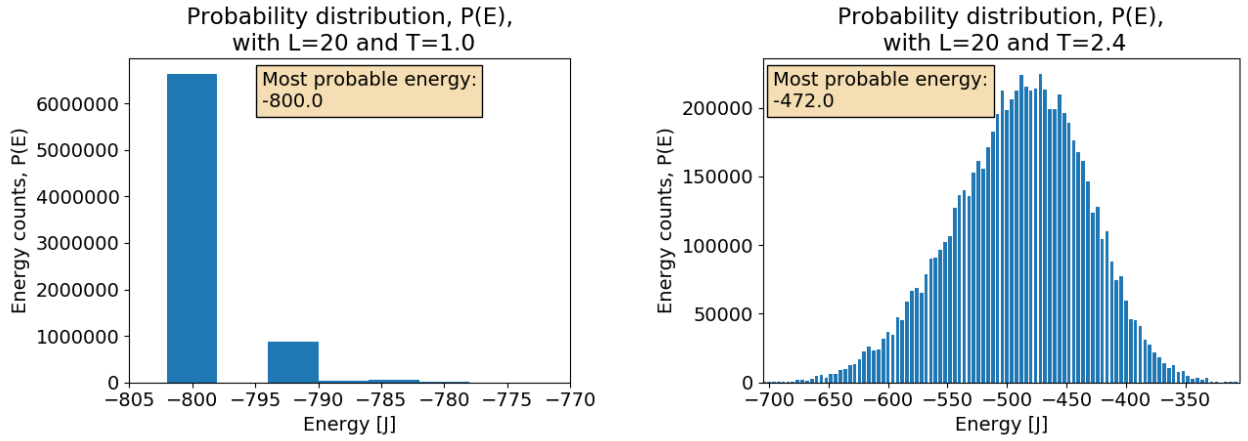 Probability distribution, P(E),
with L=20 and T=1.0
Most probable energy:
-800.0
Energy counts, P(E)
6000000
5000000
4000000
3000000
2000000
1000000
0
−805 −800 −795 −790 −785 −780 −775 −770
Energy [J]
Probability distribution, P(E),
with L=20 and T=2.4
Most probable energy:
-472.0
Energy counts, P(E)
200000
150000
100000
50000
0
−700 −650 −600 −550 −500 −450 −400 −350
Energy [J]